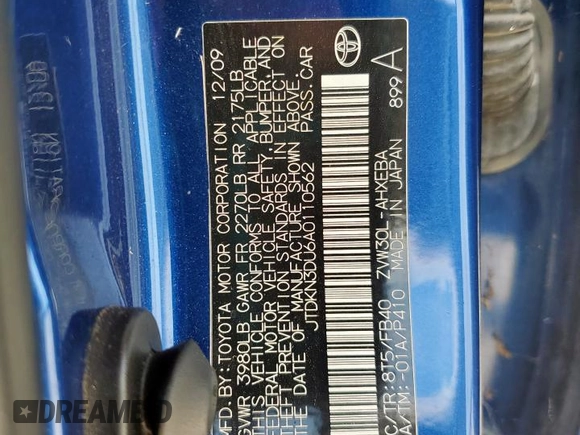 MFD. BY: TOYOTA MOTOR CORPORATION 12/09
GVWR 3980LB GAWR FR 2270LB RR 2175LB
THIS VEHICLE CONFORMS TO ALL APPLICABLE
FEDERAL MOTOR VEHICLE SAFETY, BUMPER, AND
THEFT PREVENTION STANDARDS IN EFFECT ON
THE DATE OF MANUFACTURE SHOWN ABOVE.
JTDKN3DU6A0110562 PASS. CAR
C/TR: 8T5/FB40 ZVW30L-AHXEBA
A/TM: -01A/P410 MADE IN JAPAN 899 A
DREAMED.com